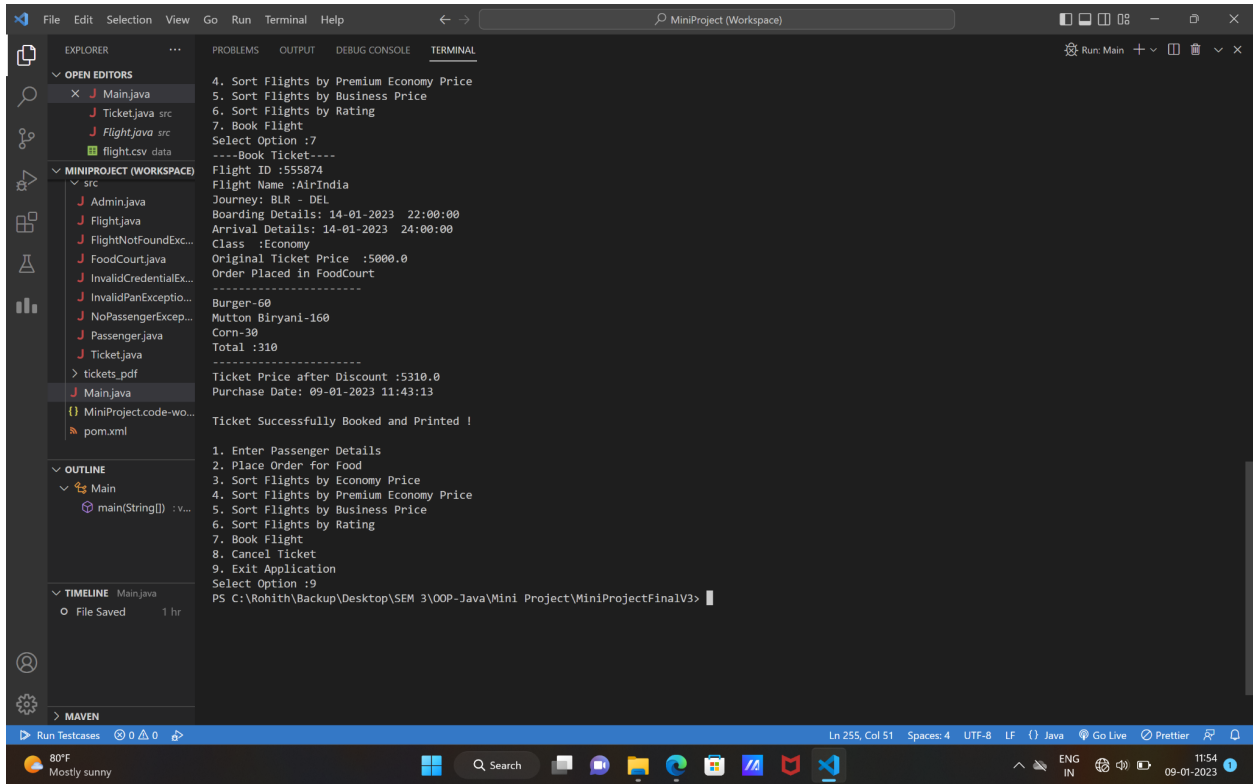 File Edit Selection View Go Run Terminal Help
MiniProject (Workspace)
EXPLORER
OPEN EDITORS
Main.java
Ticket.java src
Flight.java src
flight.csv data
MINIPROJECT (WORKSPACE)
src
Admin.java
Flight.java
FlightNotFoundExc...
FoodCourt.java
InvalidCredentialEx...
InvalidPanExceptio...
NoPassengerExcep...
Passenger.java
Ticket.java
tickets_pdf
Main.java
MiniProject.code-wo...
pom.xml
OUTLINE
Main
main(String[]) : v...
TIMELINE Main.java
File Saved 1 hr
MAVEN
PROBLEMS OUTPUT DEBUG CONSOLE TERMINAL
Run: Main
4. Sort Flights by Premium Economy Price
5. Sort Flights by Business Price
6. Sort Flights by Rating
7. Book Flight
Select Option :7
----Book Ticket----
Flight ID :555874
Flight Name :AirIndia
Journey: BLR - DEL
Boarding Details: 14-01-2023  22:00:00
Arrival Details: 14-01-2023  24:00:00
Class  :Economy
Original Ticket Price  :5000.0
Order Placed in FoodCourt
-----------------------
Burger-60
Mutton Biryani-160
Corn-30
Total :310
-----------------------
Ticket Price after Discount :5310.0
Purchase Date: 09-01-2023 11:43:13
Ticket Successfully Booked and Printed !
1. Enter Passenger Details
2. Place Order for Food
3. Sort Flights by Economy Price
4. Sort Flights by Premium Economy Price
5. Sort Flights by Business Price
6. Sort Flights by Rating
7. Book Flight
8. Cancel Ticket
9. Exit Application
Select Option :9
PS C:\Rohith\Backup\Desktop\SEM 3\OOP-Java\Mini Project\MiniProjectFinalV3>
Run Testcases 0 0 Ln 255, Col 51 Spaces: 4 UTF-8 LF {} Java Go Live Prettier
80°F
Mostly sunny
Search
ENG
IN
11:54
09-01-2023
1